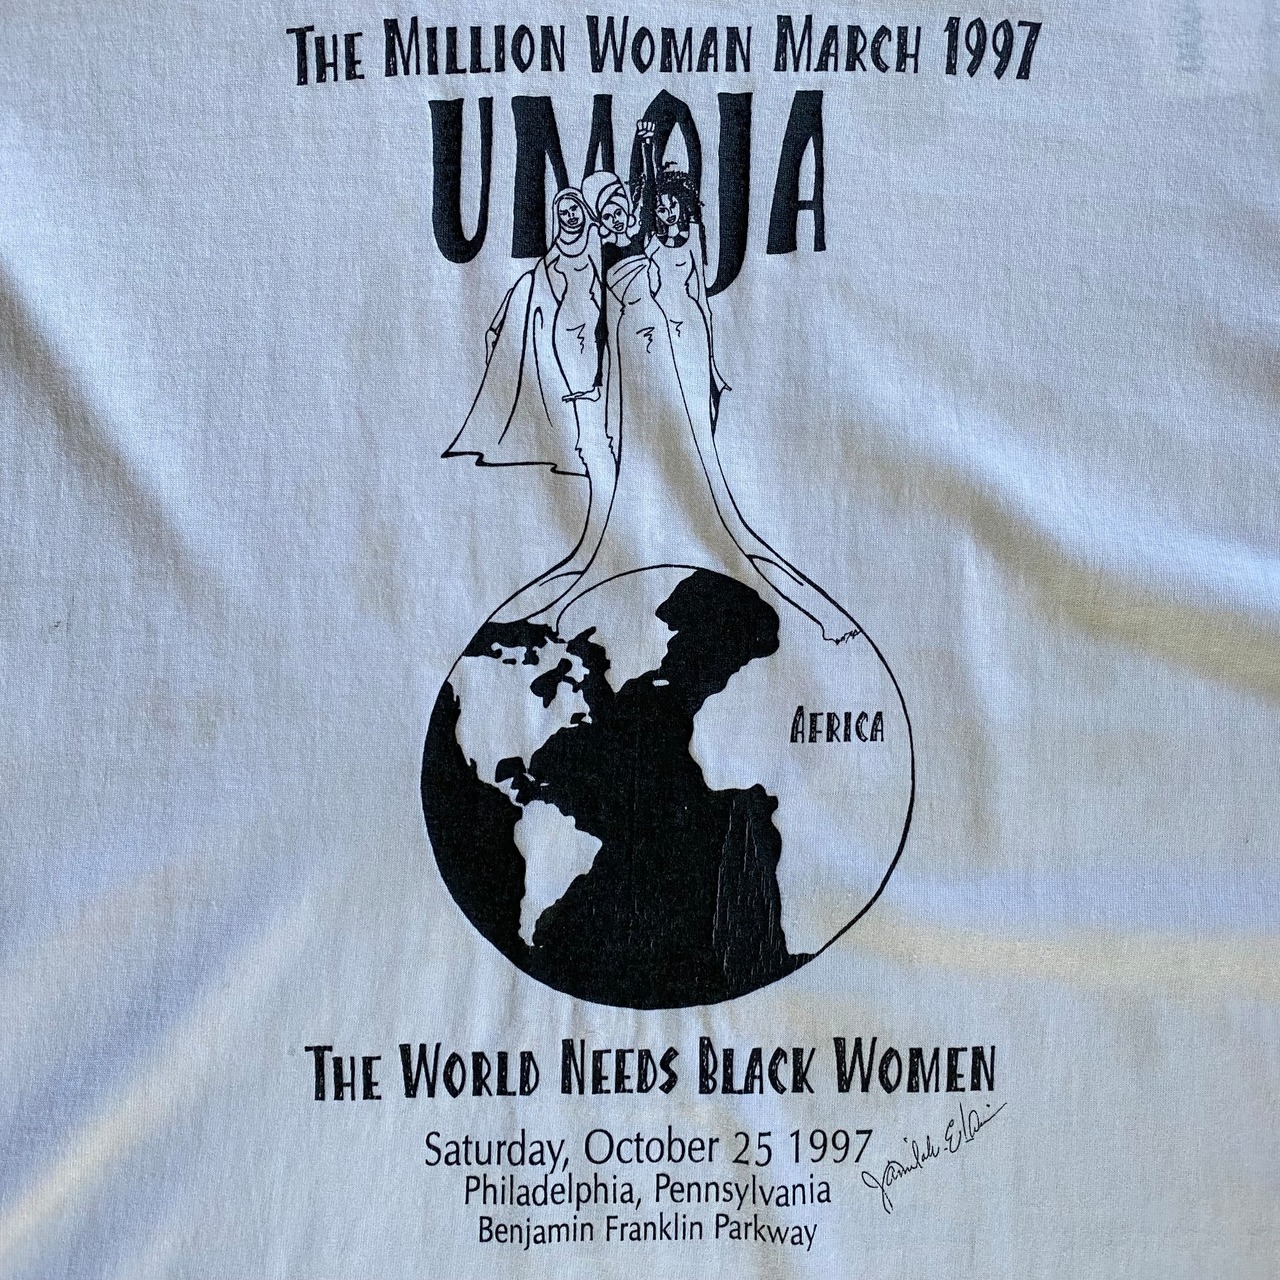 The Million Woman March 1997
UMOJA
Africa
The World Needs Black Women
Saturday, October 25 1997
Philadelphia, Pennsylvania
Benjamin Franklin Parkway
Jamilah